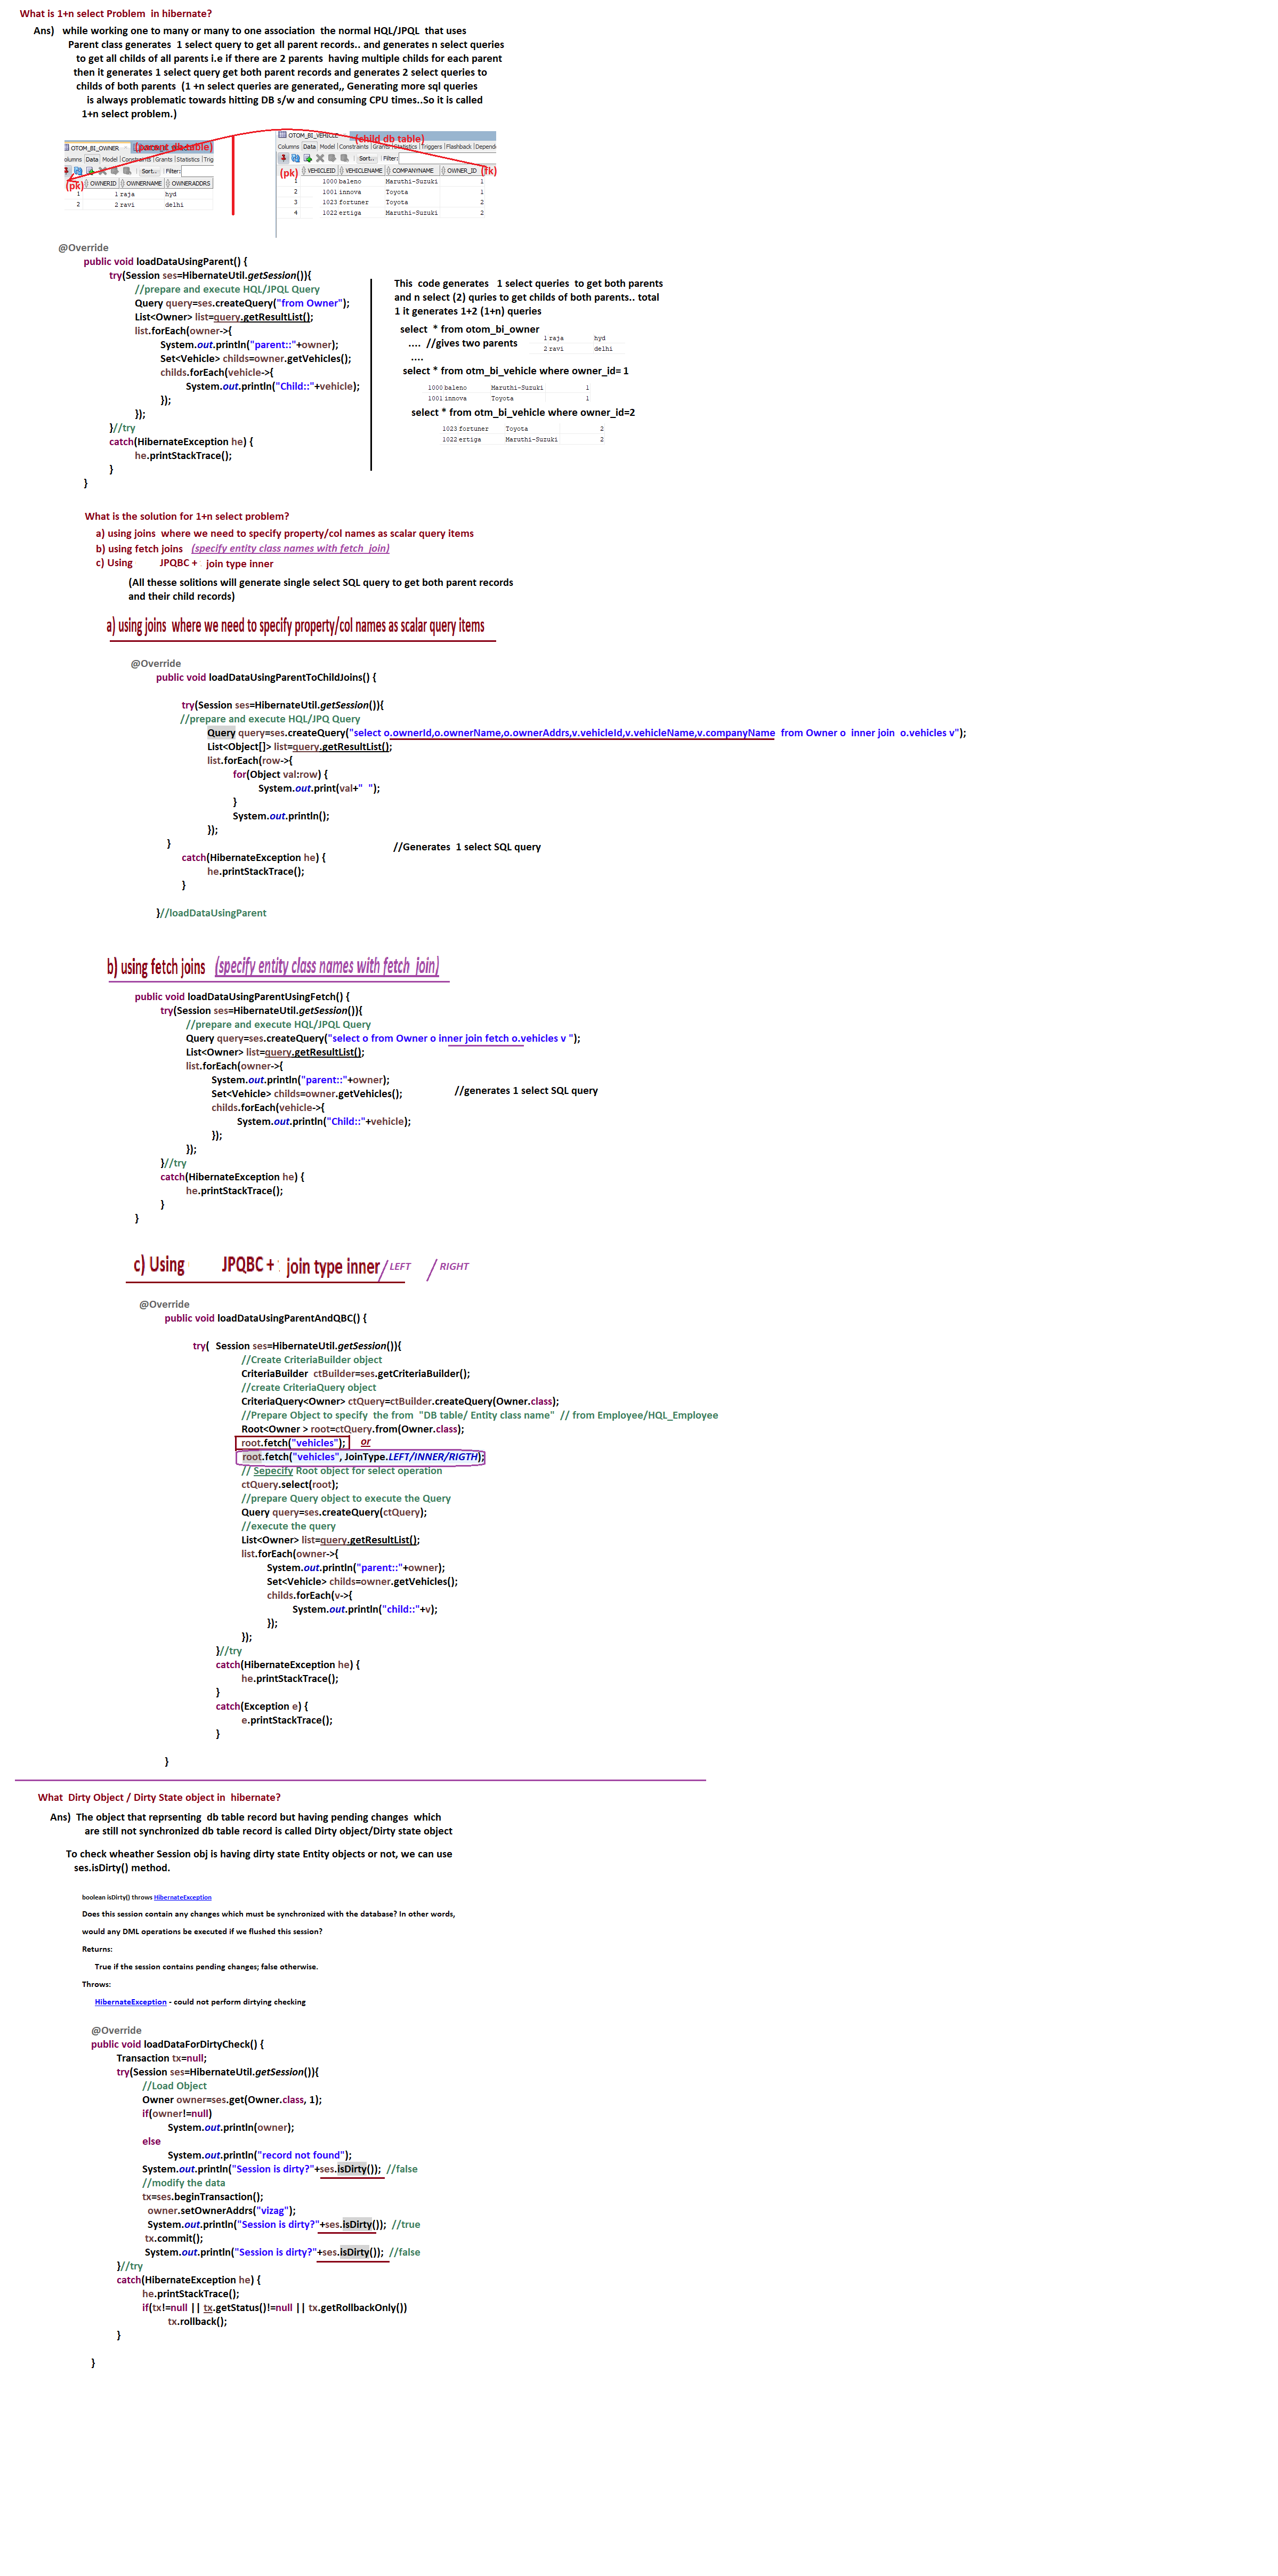 What is 1+n select Problem  in hibernate?
Ans)   while working one to many or many to one association  the normal HQL/JPQL  that uses
Parent class generates  1 select query to get all parent records.. and generates n select queries
to get all childs of all parents i.e if there are 2 parents  having multiple childs for each parent
then it generates 1 select query get both parent records and generates 2 select queries to
childs of both parents  (1 +n select queries are generated,, Generating more sql queries
is always problematic towards hitting DB s/w and consuming CPU times..So it is called
1+n select problem.)
OTOM_BI_OWNER (parent db table)
olumns Data Model Constraints Grants Statistics Trig
Sort.. Filter:
(pk) OWNERID OWNERNAME OWNERADDRS
1 1 raja hyd
2 2 ravi delhi
OTOM_BI_VEHICLE (child db table)
Columns Data Model Constraints Grants Statistics Triggers Flashback Depend
Sort.. Filter:
(pk) VEHICLEID VEHICLENAME COMPANYNAME OWNER_ID (fk)
1 1000 baleno Maruthi-Suzuki 1
2 1001 innova Toyota 1
3 1023 fortuner Toyota 2
4 1022 ertiga Maruthi-Suzuki 2
@Override
public void loadDataUsingParent() {
try(Session ses=HibernateUtil.getSession()){
//prepare and execute HQL/JPQL Query
Query query=ses.createQuery("from Owner");
List<Owner> list=query.getResultList();
list.forEach(owner->{
System.out.println("parent::"+owner);
Set<Vehicle> childs=owner.getVehicles();
childs.forEach(vehicle->{
System.out.println("Child::"+vehicle);
});
});
}//try
catch(HibernateException he) {
he.printStackTrace();
}
}
This  code generates   1 select queries  to get both parents
and n select (2) quries to get childs of both parents.. total
1 it generates 1+2 (1+n) queries
select  * from otom_bi_owner
1 raja hyd
....  //gives two parents
2 ravi delhi
....
select * from otm_bi_vehicle where owner_id= 1
1000 baleno Maruthi-Suzuki 1
1001 innova Toyota 1
select * from otm_bi_vehicle where owner_id=2
1023 fortuner Toyota 2
1022 ertiga Maruthi-Suzuki 2
What is the solution for 1+n select problem?
a) using joins  where we need to specify property/col names as scalar query items
b) using fetch joins   (specify entity class names with fetch  join)
c) Using JPQBC + join type inner
(All thesse solitions will generate single select SQL query to get both parent records
and their child records)
a) using joins  where we need to specify property/col names as scalar query items
@Override
public void loadDataUsingParentToChildJoins() {
try(Session ses=HibernateUtil.getSession()){
//prepare and execute HQL/JPQ Query
Query query=ses.createQuery("select o.ownerId,o.ownerName,o.ownerAddrs,v.vehicleId,v.vehicleName,v.companyName  from Owner o  inner join  o.vehicles v");
List<Object[]> list=query.getResultList();
list.forEach(row->{
for(Object val:row) {
System.out.print(val+"  ");
}
System.out.println();
});
}
//Generates  1 select SQL query
catch(HibernateException he) {
he.printStackTrace();
}
}//loadDataUsingParent
b) using fetch joins   (specify entity class names with fetch  join)
public void loadDataUsingParentUsingFetch() {
try(Session ses=HibernateUtil.getSession()){
//prepare and execute HQL/JPQL Query
Query query=ses.createQuery("select o from Owner o inner join fetch o.vehicles v ");
List<Owner> list=query.getResultList();
list.forEach(owner->{
System.out.println("parent::"+owner);
Set<Vehicle> childs=owner.getVehicles();
//generates 1 select SQL query
childs.forEach(vehicle->{
System.out.println("Child::"+vehicle);
});
});
}//try
catch(HibernateException he) {
he.printStackTrace();
}
}
c) Using JPQBC + join type inner / LEFT / RIGHT
@Override
public void loadDataUsingParentAndQBC() {
try(  Session ses=HibernateUtil.getSession()){
//Create CriteriaBuilder object
CriteriaBuilder  ctBuilder=ses.getCriteriaBuilder();
//create CriteriaQuery object
CriteriaQuery<Owner> ctQuery=ctBuilder.createQuery(Owner.class);
//Prepare Object to specify  the from  "DB table/ Entity class name"  // from Employee/HQL_Employee
Root<Owner > root=ctQuery.from(Owner.class);
root.fetch("vehicles"); or
root.fetch("vehicles", JoinType.LEFT/INNER/RIGTH);
// Sepecify Root object for select operation
ctQuery.select(root);
//prepare Query object to execute the Query
Query query=ses.createQuery(ctQuery);
//execute the query
List<Owner> list=query.getResultList();
list.forEach(owner->{
System.out.println("parent::"+owner);
Set<Vehicle> childs=owner.getVehicles();
childs.forEach(v->{
System.out.println("child::"+v);
});
});
}//try
catch(HibernateException he) {
he.printStackTrace();
}
catch(Exception e) {
e.printStackTrace();
}
}
What  Dirty Object / Dirty State object in  hibernate?
Ans)  The object that reprsenting  db table record but having pending changes  which
are still not synchronized db table record is called Dirty object/Dirty state object
To check wheather Session obj is having dirty state Entity objects or not, we can use
ses.isDirty() method.
boolean isDirty() throws HibernateException
Does this session contain any changes which must be synchronized with the database? In other words,
would any DML operations be executed if we flushed this session?
Returns:
True if the session contains pending changes; false otherwise.
Throws:
HibernateException - could not perform dirtying checking
@Override
public void loadDataForDirtyCheck() {
Transaction tx=null;
try(Session ses=HibernateUtil.getSession()){
//Load Object
Owner owner=ses.get(Owner.class, 1);
if(owner!=null)
System.out.println(owner);
else
System.out.println("record not found");
System.out.println("Session is dirty?"+ses.isDirty());  //false
//modify the data
tx=ses.beginTransaction();
owner.setOwnerAddrs("vizag");
System.out.println("Session is dirty?"+ses.isDirty());  //true
tx.commit();
System.out.println("Session is dirty?"+ses.isDirty());  //false
}//try
catch(HibernateException he) {
he.printStackTrace();
if(tx!=null || tx.getStatus()!=null || tx.getRollbackOnly())
tx.rollback();
}
}